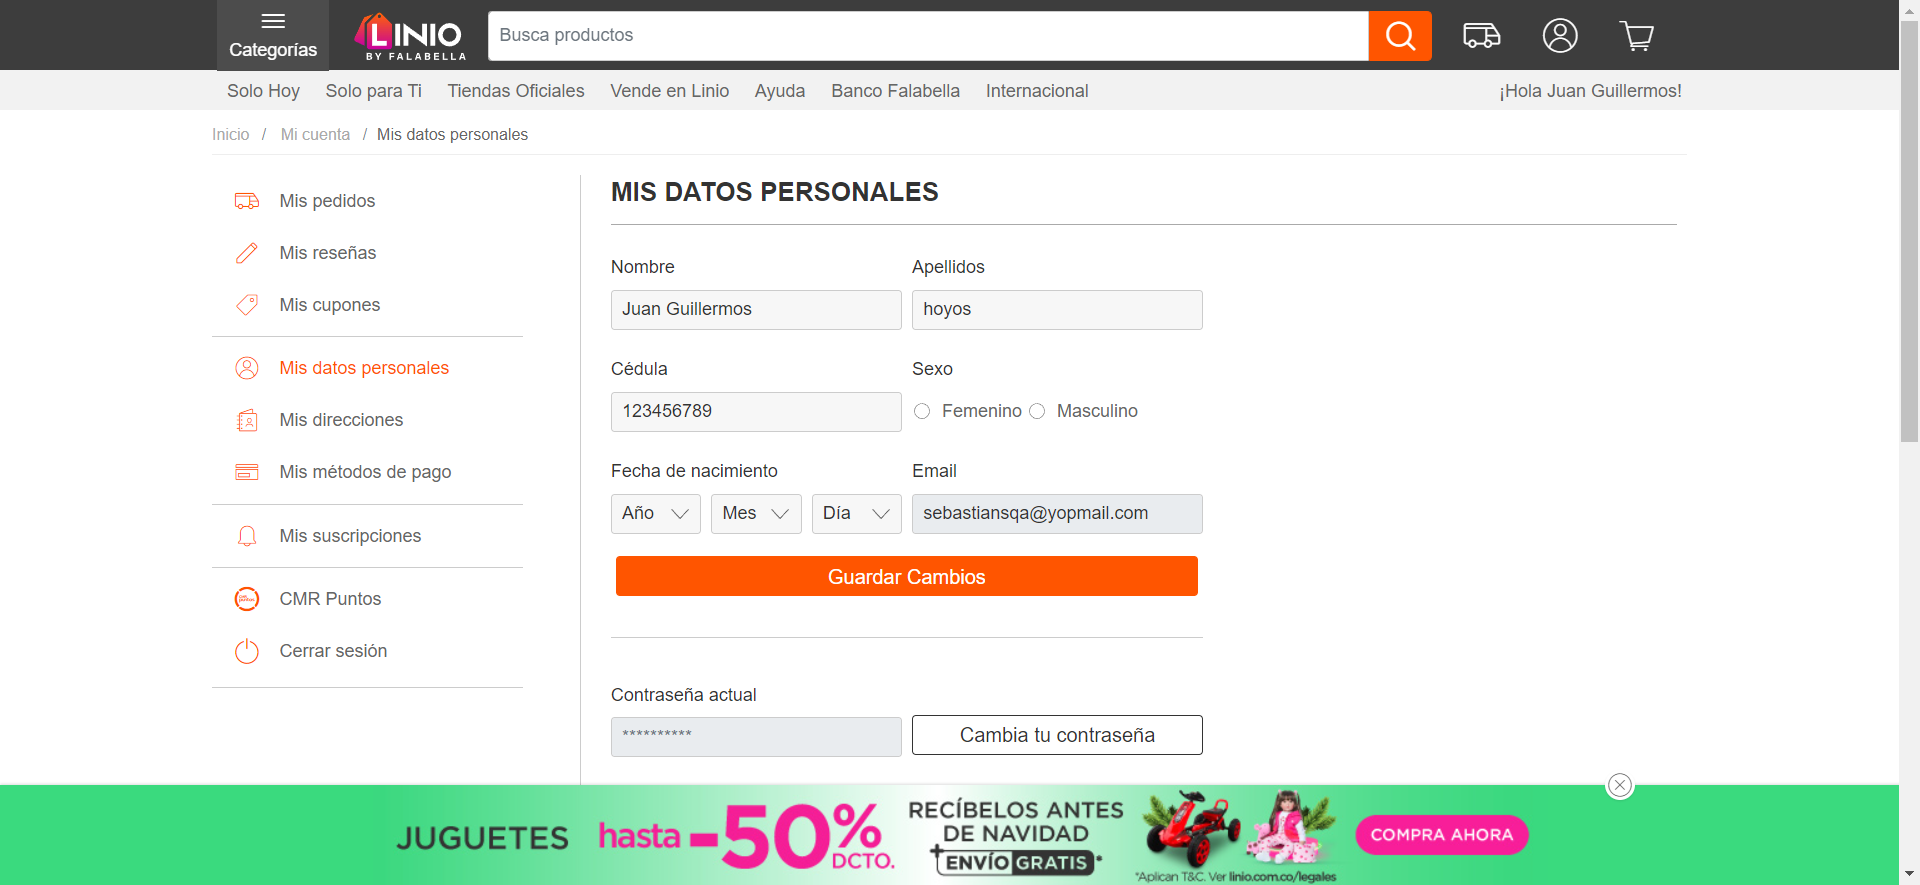 Categorías
LINIO
BY FALABELLA
Busca productos
Solo Hoy Solo para Ti Tiendas Oficiales Vende en Linio Ayuda Banco Falabella Internacional ¡Hola Juan Guillermos!
Inicio / Mi cuenta / Mis datos personales
Mis pedidos
Mis reseñas
Mis cupones
Mis datos personales
Mis direcciones
Mis métodos de pago
Mis suscripciones
CMR Puntos
Cerrar sesión
MIS DATOS PERSONALES
Nombre Apellidos
Juan Guillermos hoyos
Cédula Sexo
123456789 Femenino Masculino
Fecha de nacimiento Email
Año Mes Día sebastiansqa@yopmail.com
Guardar Cambios
Contraseña actual
********** Cambia tu contraseña
JUGUETES hasta -50% DCTO.
RECÍBELOS ANTES
DE NAVIDAD
+ENVÍO GRATIS*
*Aplican T&C. Ver linio.com.co/legales
COMPRA AHORA